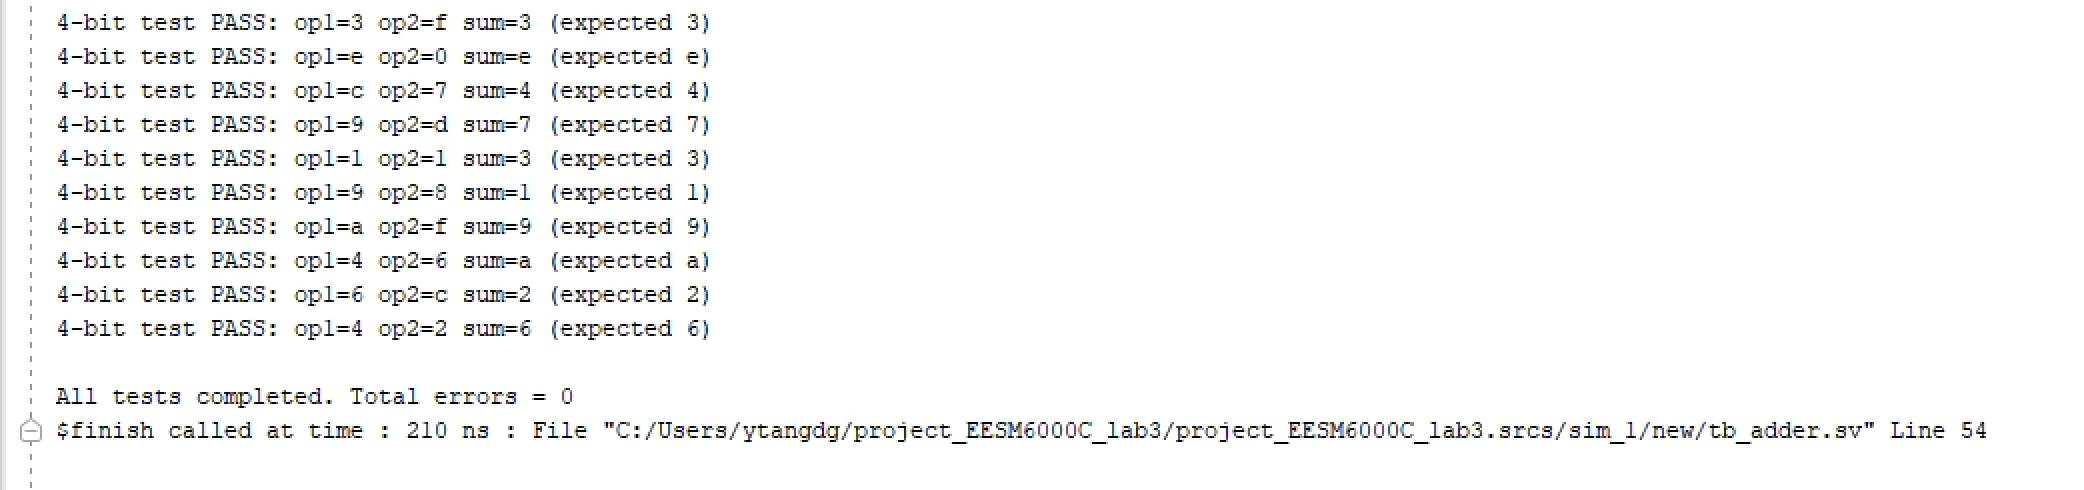 4-bit test PASS: op1=3 op2=f sum=3 (expected 3)
4-bit test PASS: op1=e op2=0 sum=e (expected e)
4-bit test PASS: op1=c op2=7 sum=4 (expected 4)
4-bit test PASS: op1=9 op2=d sum=7 (expected 7)
4-bit test PASS: op1=1 op2=1 sum=3 (expected 3)
4-bit test PASS: op1=9 op2=8 sum=1 (expected 1)
4-bit test PASS: op1=a op2=f sum=9 (expected 9)
4-bit test PASS: op1=4 op2=6 sum=a (expected a)
4-bit test PASS: op1=6 op2=c sum=2 (expected 2)
4-bit test PASS: op1=4 op2=2 sum=6 (expected 6)
All tests completed. Total errors = 0
$finish called at time : 210 ns : File "C:/Users/ytangdg/project_EESM6000C_lab3/project_EESM6000C_lab3.srcs/sim_1/new/tb_adder.sv" Line 54